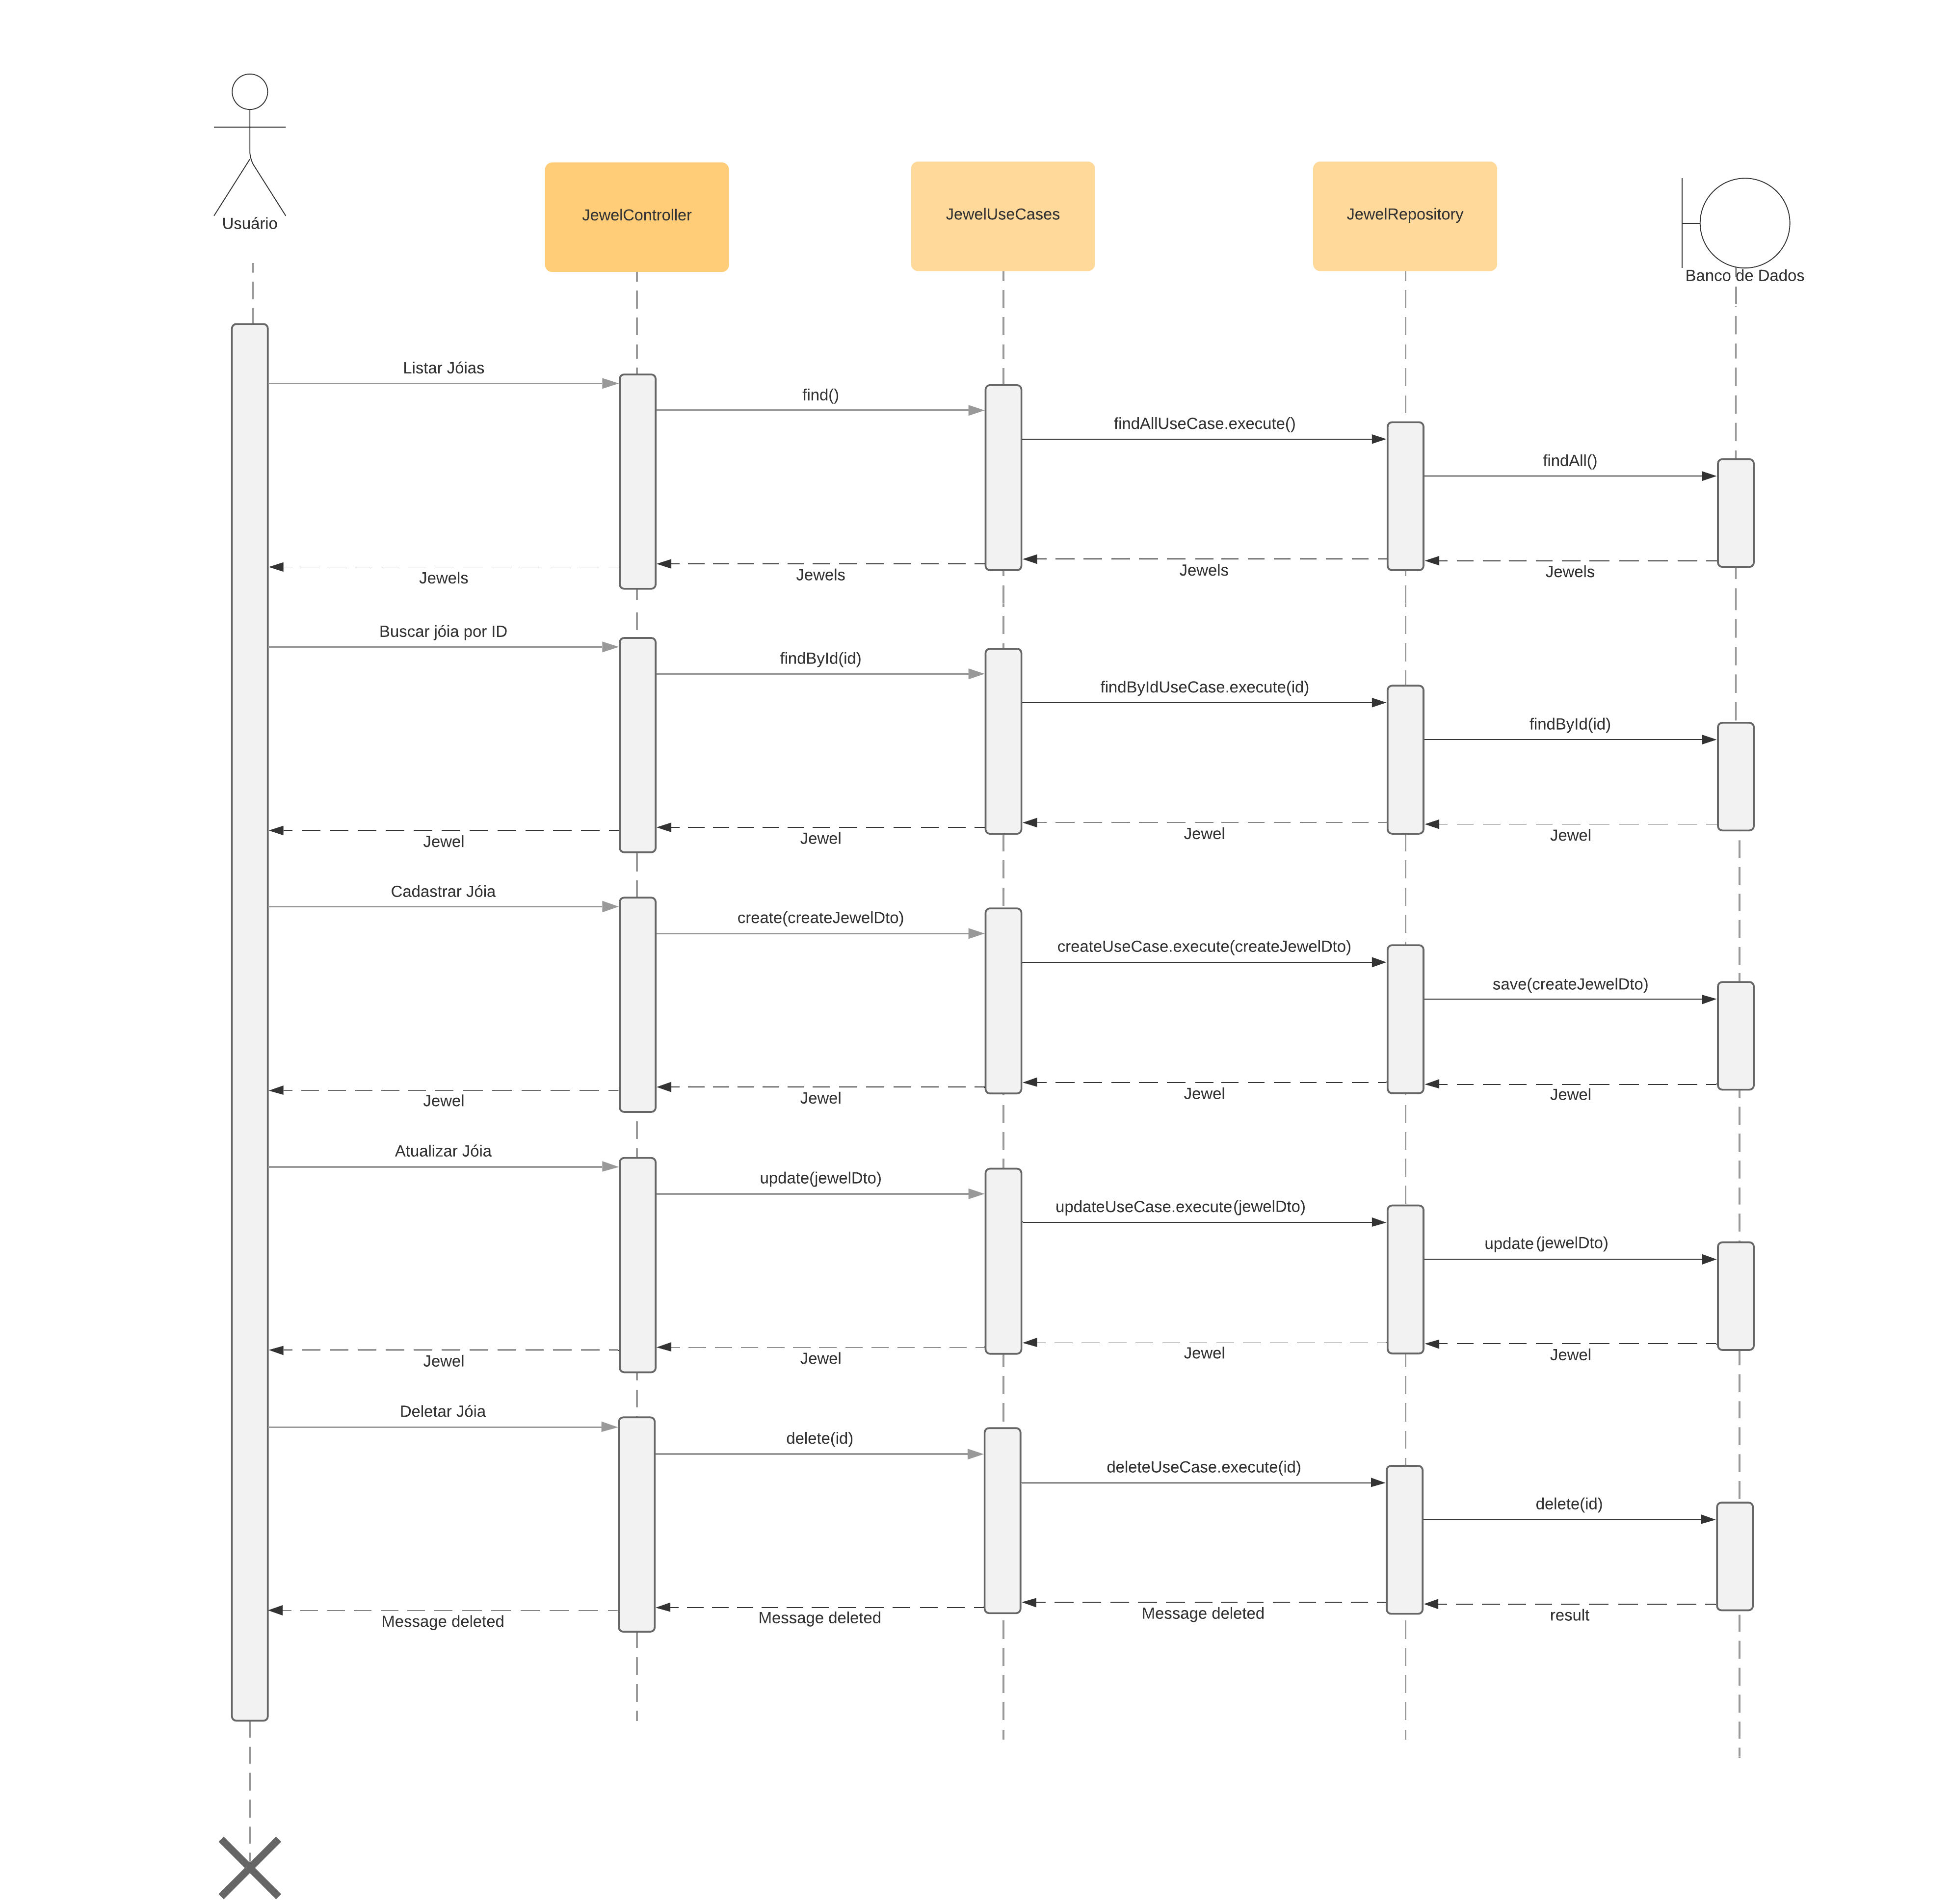 Usuário
JewelController
JewelUseCases
JewelRepository
Banco de Dados
Listar Jóias
find()
findAllUseCase.execute()
findAll()
Jewels
Jewels
Jewels
Jewels
Buscar jóia por ID
findById(id)
findByIdUseCase.execute(id)
findById(id)
Jewel
Jewel
Jewel
Jewel
Cadastrar Jóia
create(createJewelDto)
createUseCase.execute(createJewelDto)
save(createJewelDto)
Jewel
Jewel
Jewel
Jewel
Atualizar Jóia
update(jewelDto)
updateUseCase.execute(jewelDto)
update(jewelDto)
Jewel
Jewel
Jewel
Jewel
Deletar Jóia
delete(id)
deleteUseCase.execute(id)
delete(id)
Message deleted
Message deleted
Message deleted
result